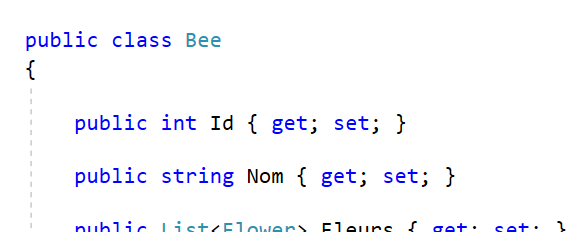 public class Bee
{
public int Id { get; set; }
public string Nom { get; set; }
public List<Flower> Fleurs { get; set; }